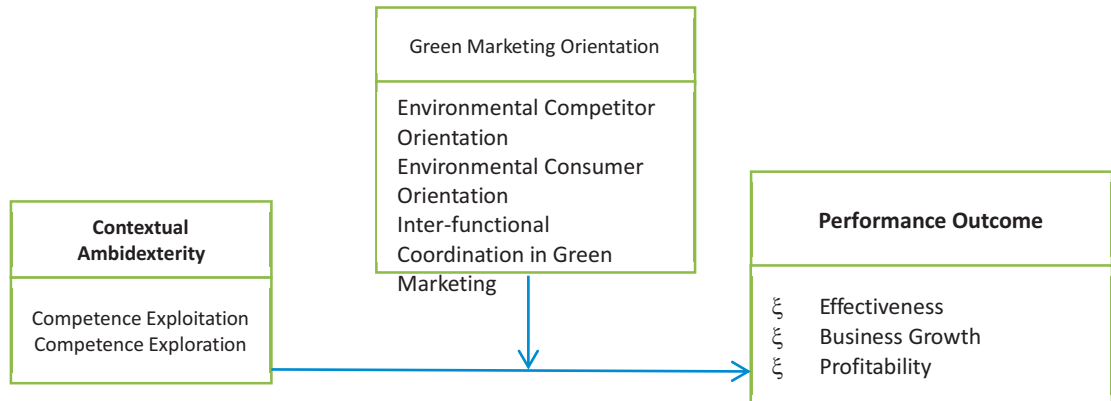 Green Marketing Orientation
Environmental Competitor
Orientation
Environmental Consumer
Orientation
Inter-functional
Coordination in Green
Marketing
Contextual
Ambidexterity
Competence Exploitation
Competence Exploration
Performance Outcome
ξ Effectiveness
ξ Business Growth
ξ Profitability